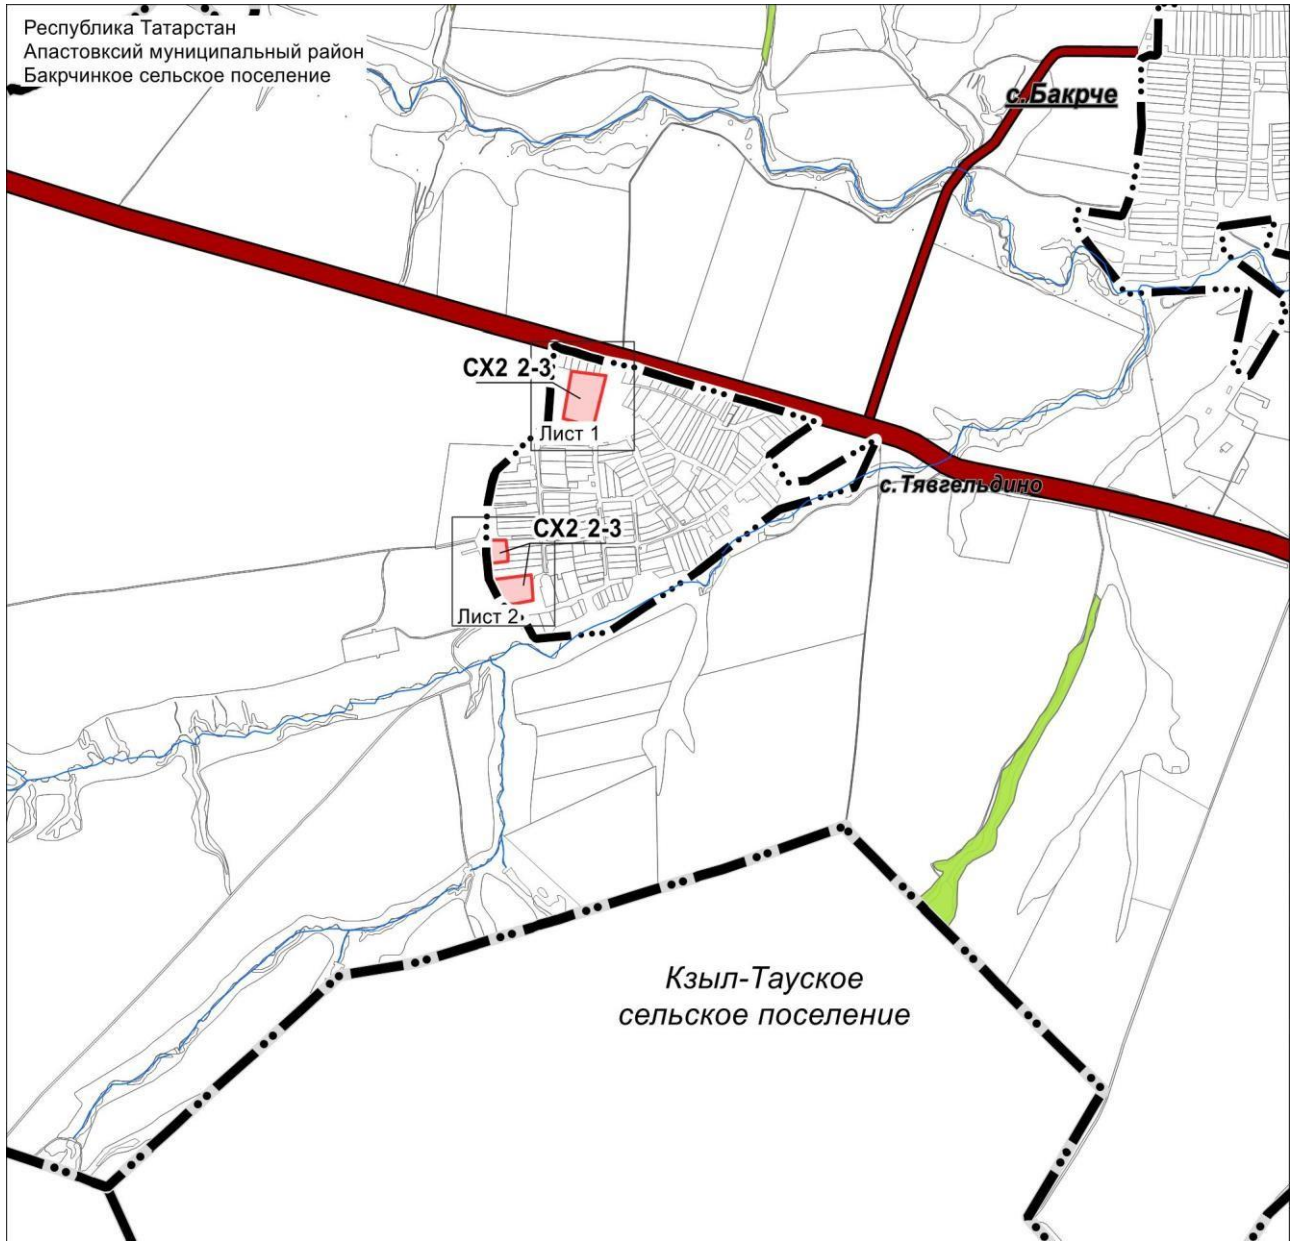 Республика Татарстан
Апастовксий муниципальный район
Бакрчинкое сельское поселение
с.Бакрче
СХ2 2-3
Лист 1
с.Тявгельдино
СХ2 2-3
Лист 2
Кзыл-Тауское
сельское поселение